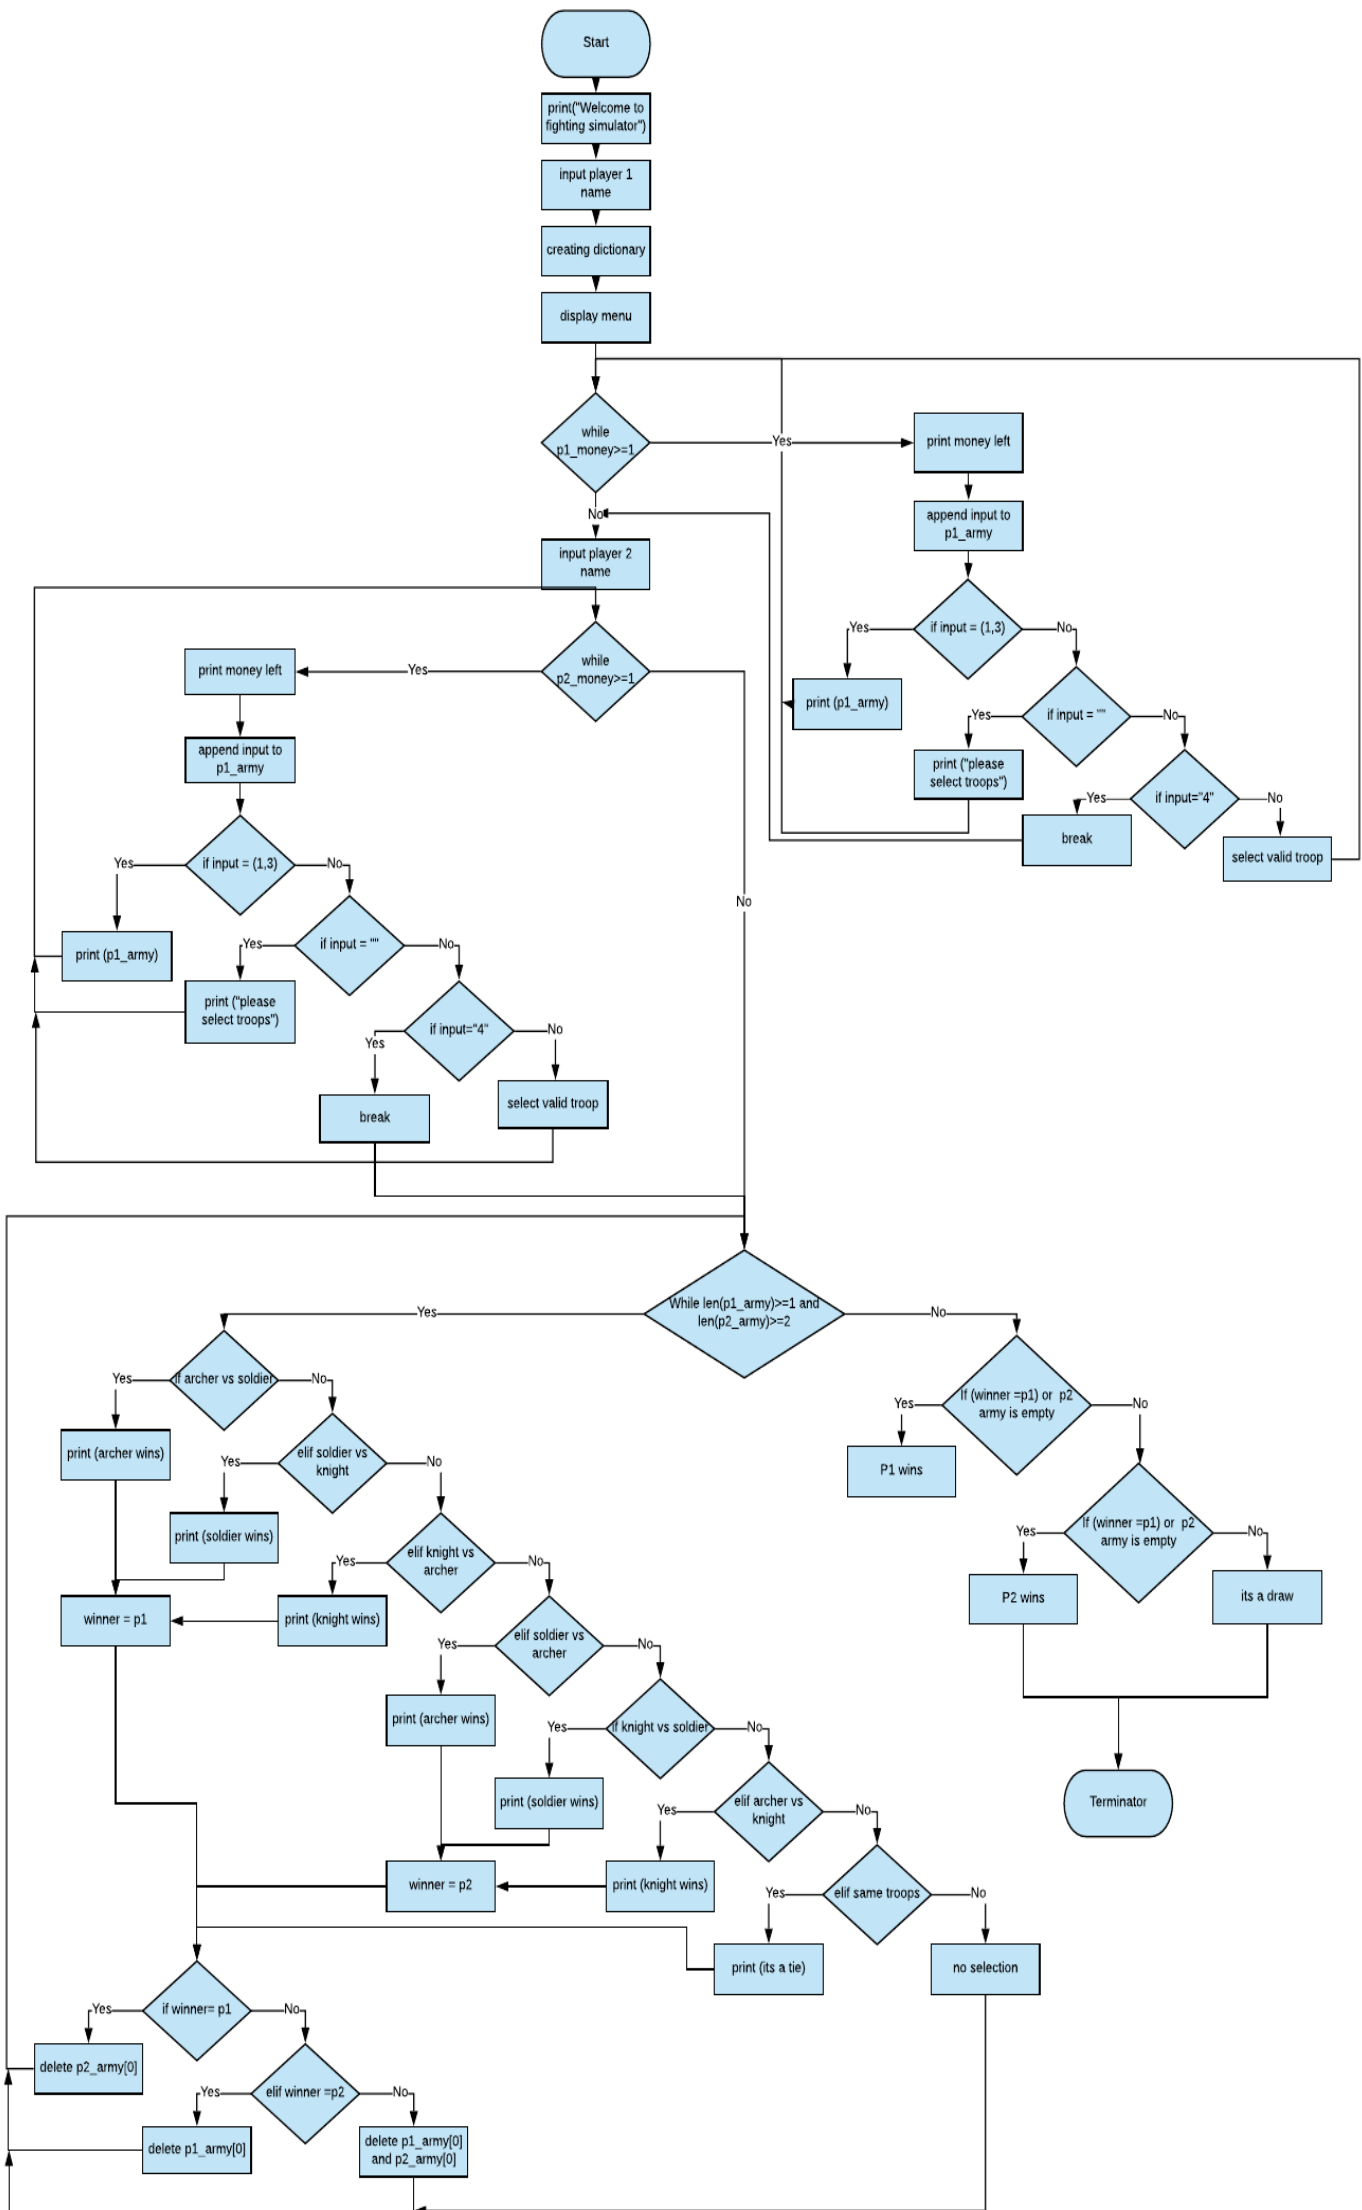 Start
print("Welcome to
fighting simulator")
input player 1
name
creating dictionary
display menu
while
p1_money>=1
Yes
print money left
append input to
p1_army
No
input player 2
name
if input = (1,3)
Yes
No
print (p1_army)
if input = ""
Yes
No
print ("please
select troops")
if input="4"
Yes
No
break
select valid troop
while
p2_money>=1
Yes
No
print money left
append input to
p1_army
if input = (1,3)
Yes
No
print (p1_army)
if input = ""
Yes
No
print ("please
select troops")
if input="4"
Yes
No
break
select valid troop
While len(p1_army)>=1 and
len(p2_army)>=2
Yes
No
if archer vs soldier
Yes
No
print (archer wins)
elif soldier vs
knight
Yes
No
print (soldier wins)
elif knight vs
archer
Yes
No
print (knight wins)
winner = p1
elif soldier vs
archer
Yes
No
print (archer wins)
if knight vs soldier
Yes
No
print (soldier wins)
elif archer vs
knight
Yes
No
print (knight wins)
winner = p2
elif same troops
Yes
No
print (its a tie)
no selection
If (winner =p1) or p2
army is empty
Yes
No
P1 wins
If (winner =p1) or p2
army is empty
Yes
No
P2 wins
its a draw
Terminator
if winner= p1
Yes
No
delete p2_army[0]
elif winner =p2
Yes
No
delete p1_army[0]
delete p1_army[0]
and p2_army[0]